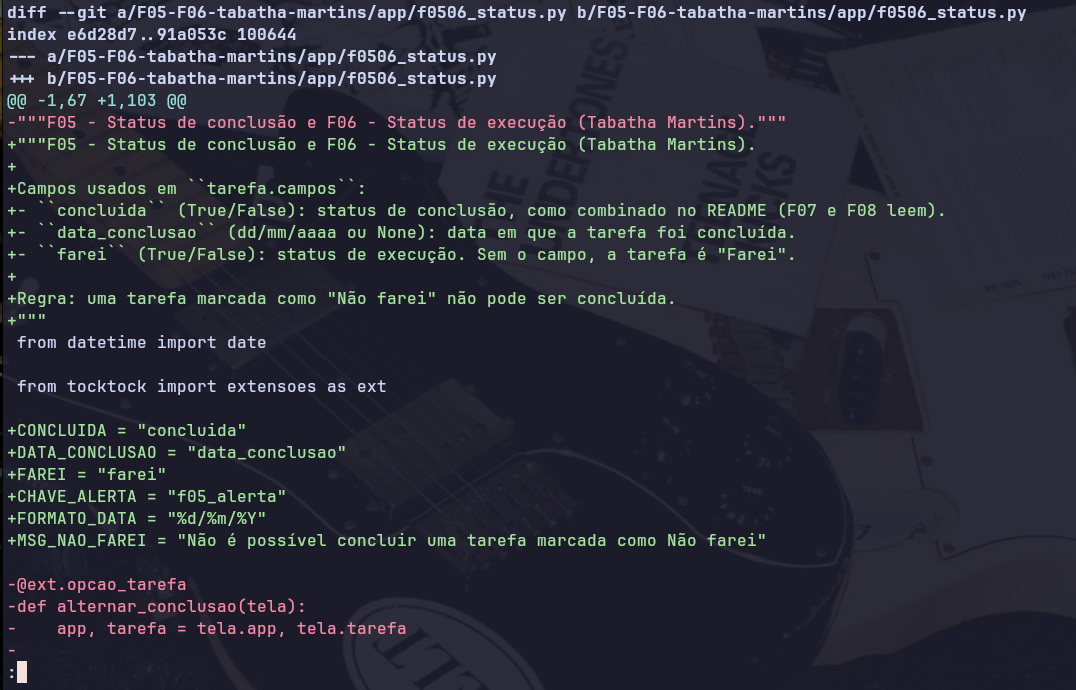 diff --git a/F05-F06-tabatha-martins/app/f0506_status.py b/F05-F06-tabatha-martins/app/f0506_status.py
index e6d28d7..91a053c 100644
--- a/F05-F06-tabatha-martins/app/f0506_status.py
+++ b/F05-F06-tabatha-martins/app/f0506_status.py
@@ -1,67 +1,103 @@
-"""F05 - Status de conclusão e F06 - Status de execução (Tabatha Martins)."""
+"""F05 - Status de conclusão e F06 - Status de execução (Tabatha Martins).
+
+Campos usados em ``tarefa.campos``:
+- ``concluida`` (True/False): status de conclusão, como combinado no README (F07 e F08 leem).
+- ``data_conclusao`` (dd/mm/aaaa ou None): data em que a tarefa foi concluída.
+- ``farei`` (True/False): status de execução. Sem o campo, a tarefa é "Farei".
+
+Regra: uma tarefa marcada como "Não farei" não pode ser concluída.
+"""
 from datetime import date

 from tocktock import extensoes as ext

+CONCLUIDA = "concluida"
+DATA_CONCLUSAO = "data_conclusao"
+FAREI = "farei"
+CHAVE_ALERTA = "f05_alerta"
+FORMATO_DATA = "%d/%m/%Y"
+MSG_NAO_FAREI = "Não é possível concluir uma tarefa marcada como Não farei"

-@ext.opcao_tarefa
-def alternar_conclusao(tela):
-    app, tarefa = tela.app, tela.tarefa
-
: